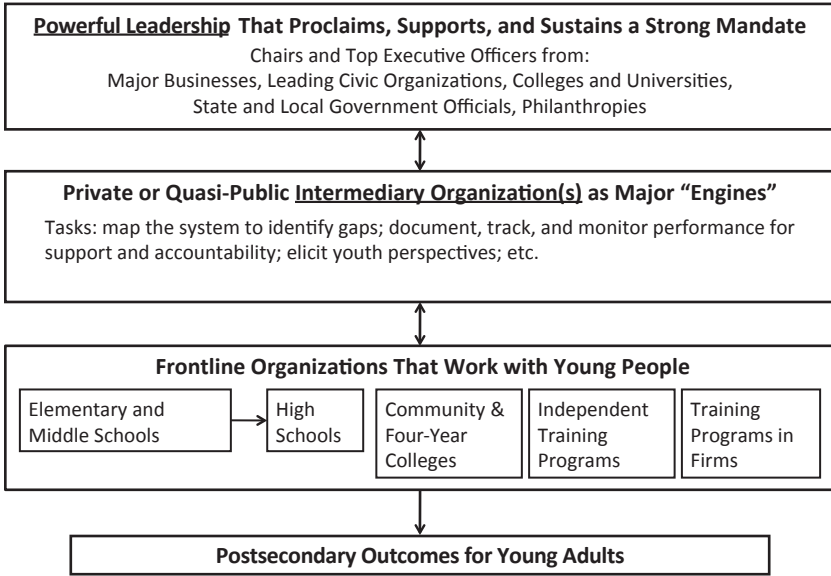 Powerful Leadership That Proclaims, Supports, and Sustains a Strong Mandate
Chairs and Top Executive Officers from:
Major Businesses, Leading Civic Organizations, Colleges and Universities,
State and Local Government Officials, Philanthropies
Private or Quasi-Public Intermediary Organization(s) as Major “Engines”
Tasks: map the system to identify gaps; document, track, and monitor performance for
support and accountability; elicit youth perspectives; etc.
Frontline Organizations That Work with Young People
Elementary and
Middle Schools
High
Schools
Community &
Four-Year
Colleges
Independent
Training
Programs
Training
Programs in
Firms
Postsecondary Outcomes for Young Adults